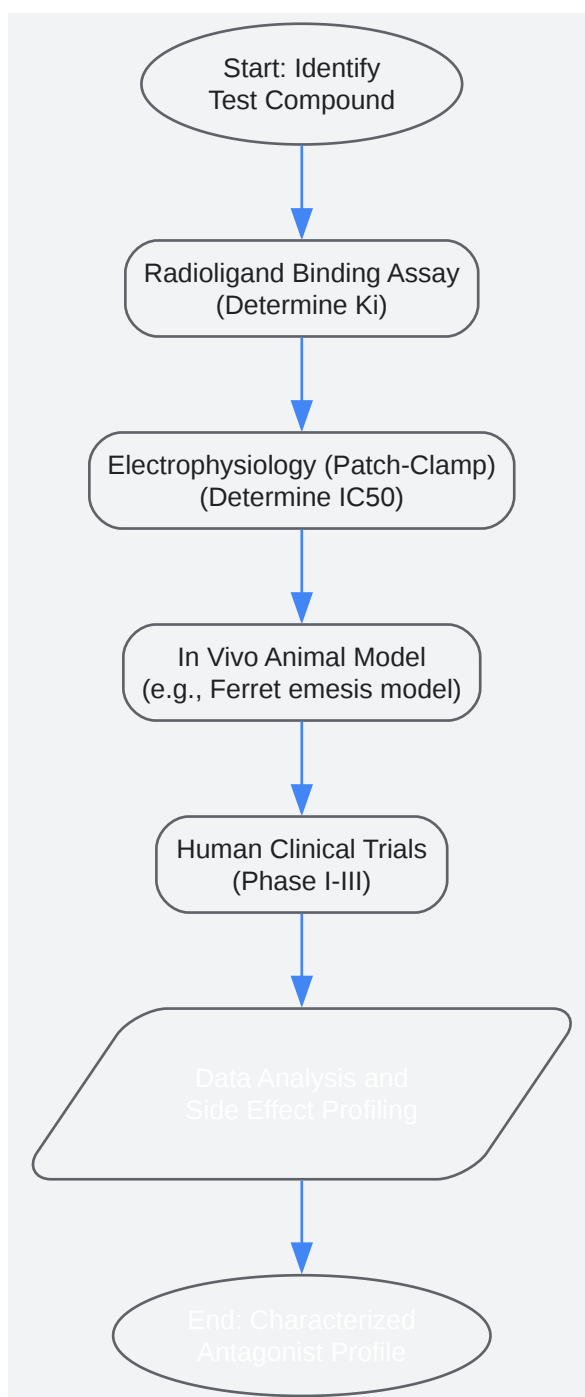 Start: Identify
Test Compound
Radioligand Binding Assay
(Determine Ki)
Electrophysiology (Patch-Clamp)
(Determine IC50)
In Vivo Animal Model
(e.g., Ferret emesis model)
Human Clinical Trials
(Phase I-III)
Data Analysis and
Side Effect Profiling
End: Characterized
Antagonist Profile